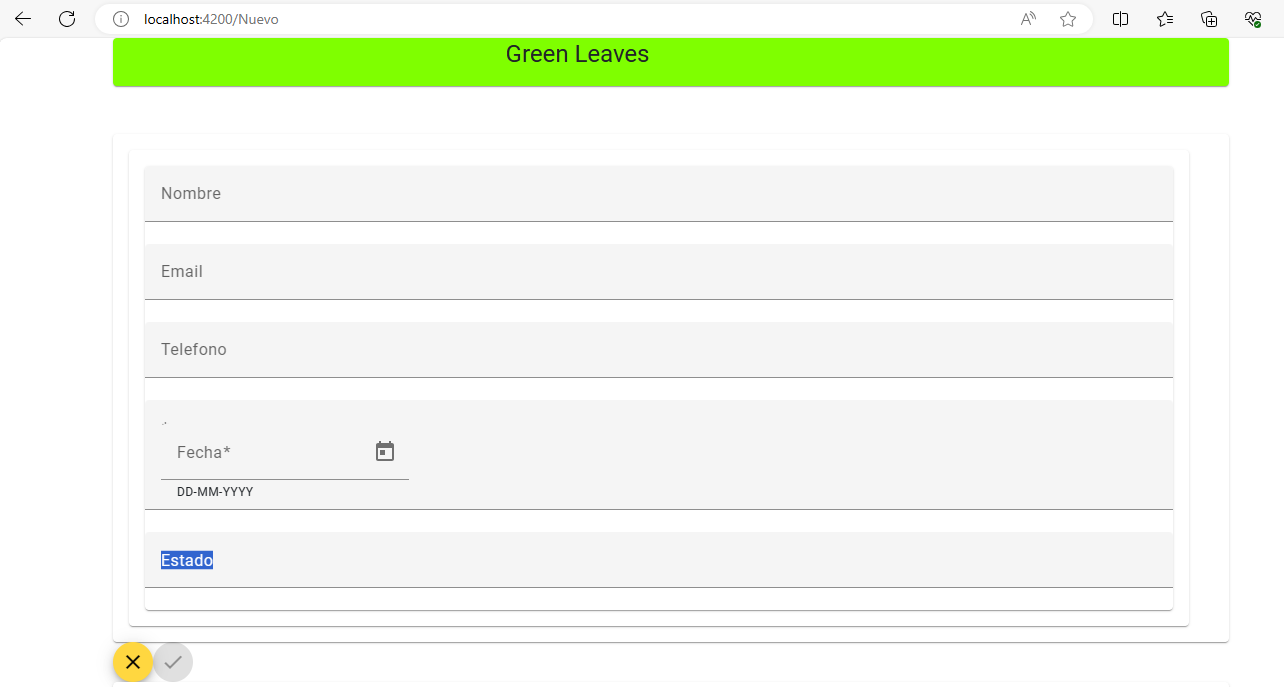 localhost:4200/Nuevo
Green Leaves
Nombre
Email
Telefono
Fecha*
DD-MM-YYYY
Estado